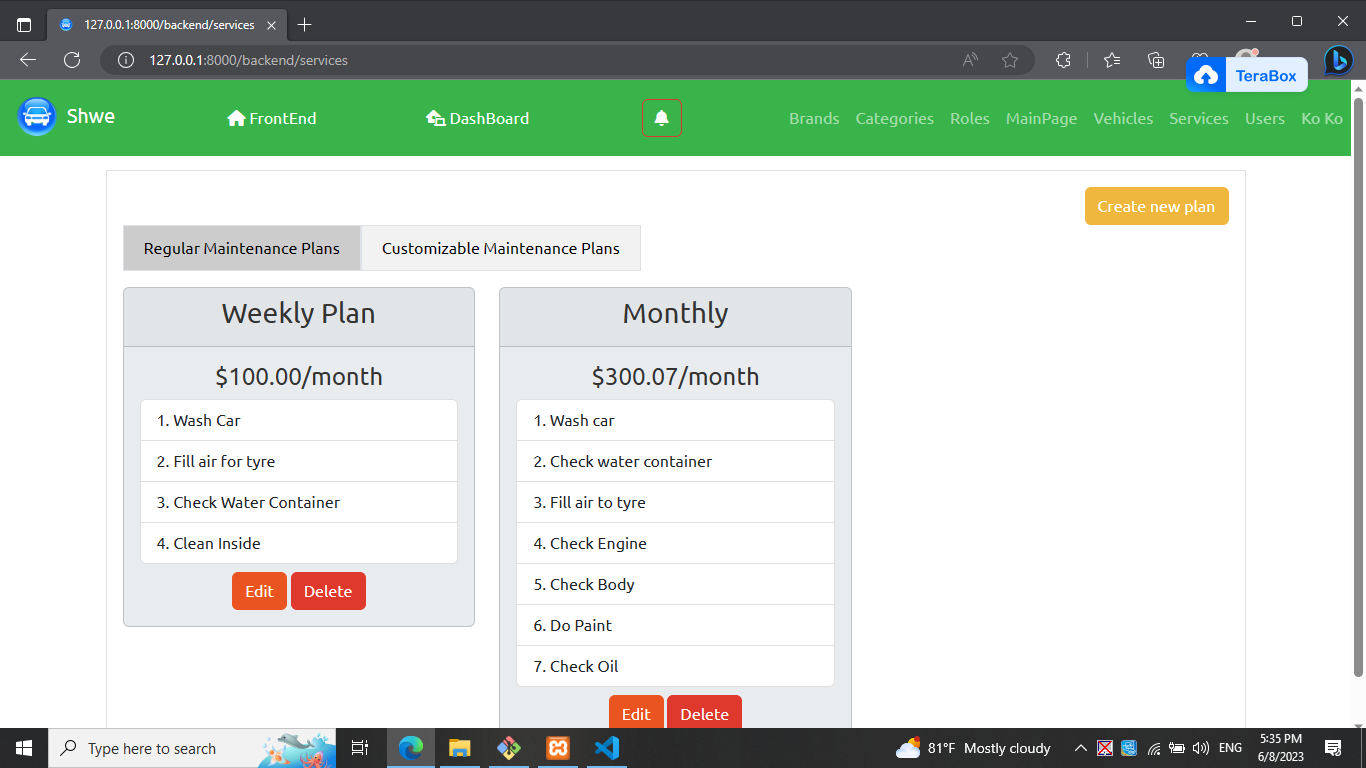 127.0.0.1:8000/backend/services
127.0.0.1:8000/backend/services
TeraBox
Shwe
FrontEnd
DashBoard
Brands Categories Roles MainPage Vehicles Services Users Ko Ko
Create new plan
Regular Maintenance Plans
Customizable Maintenance Plans
Weekly Plan
$100.00/month
1. Wash Car
2. Fill air for tyre
3. Check Water Container
4. Clean Inside
Edit Delete
Monthly
$300.07/month
1. Wash car
2. Check water container
3. Fill air to tyre
4. Check Engine
5. Check Body
6. Do Paint
7. Check Oil
Edit Delete
Type here to search
81°F Mostly cloudy
ENG
5:35 PM
6/8/2023